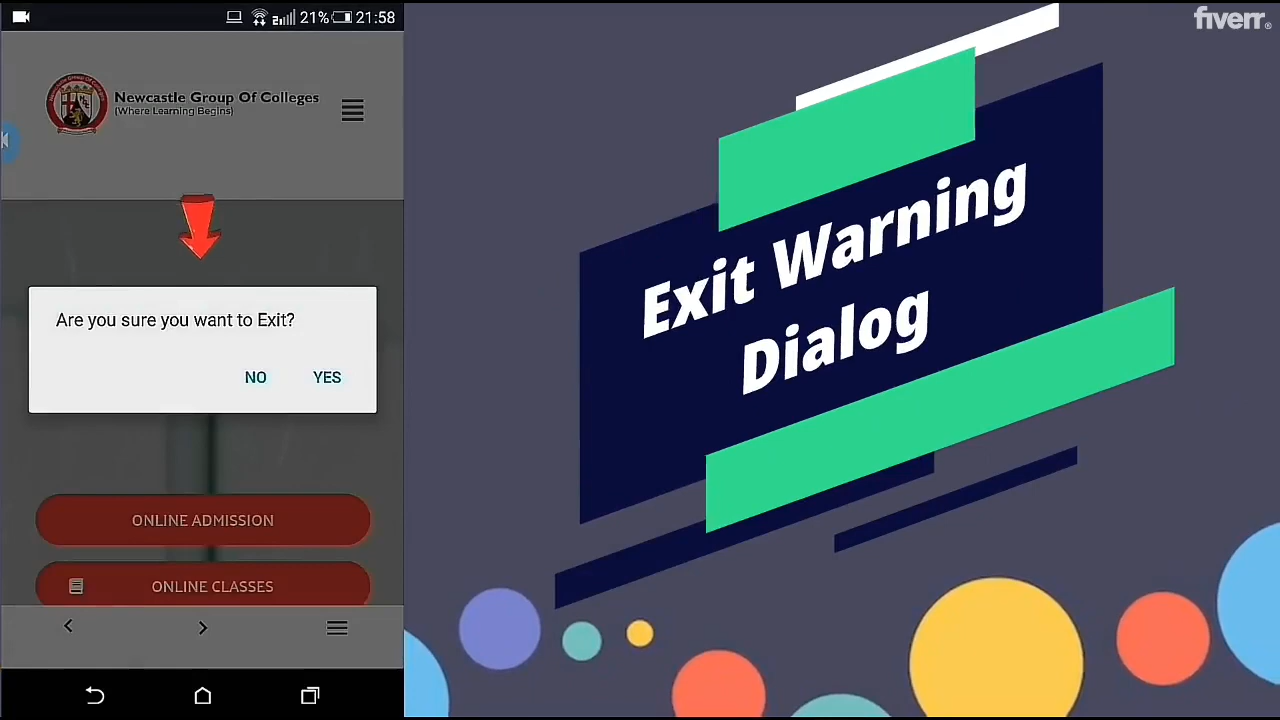 21% 21:58
Newcastle Group Of Colleges
(Where Learning Begins)
Are you sure you want to Exit?
NO YES
ONLINE ADMISSION
ONLINE CLASSES
fiverr®
Exit Warning
Dialog